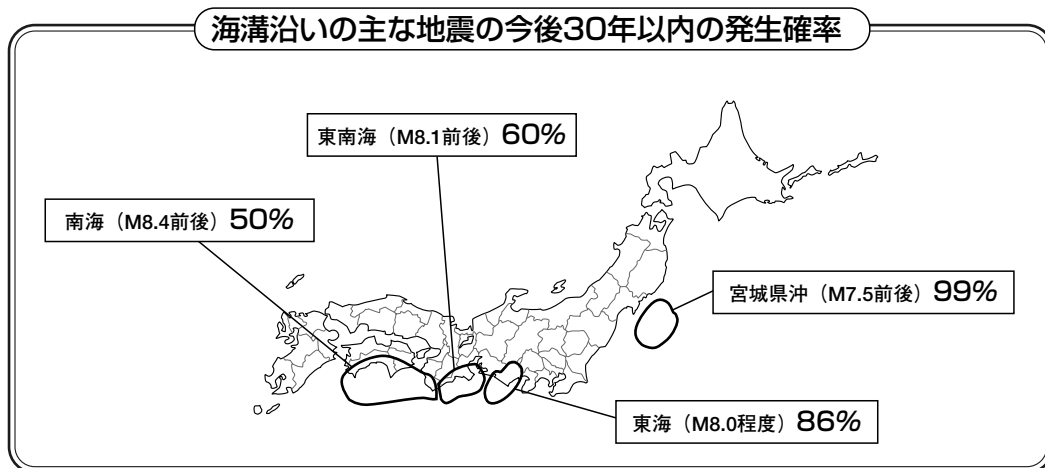 海溝沿いの主な地震の今後30年以内の発生確率
東南海（M8.1前後）60%
南海（M8.4前後）50%
宮城県沖（M7.5前後）99%
東海（M8.0程度）86%